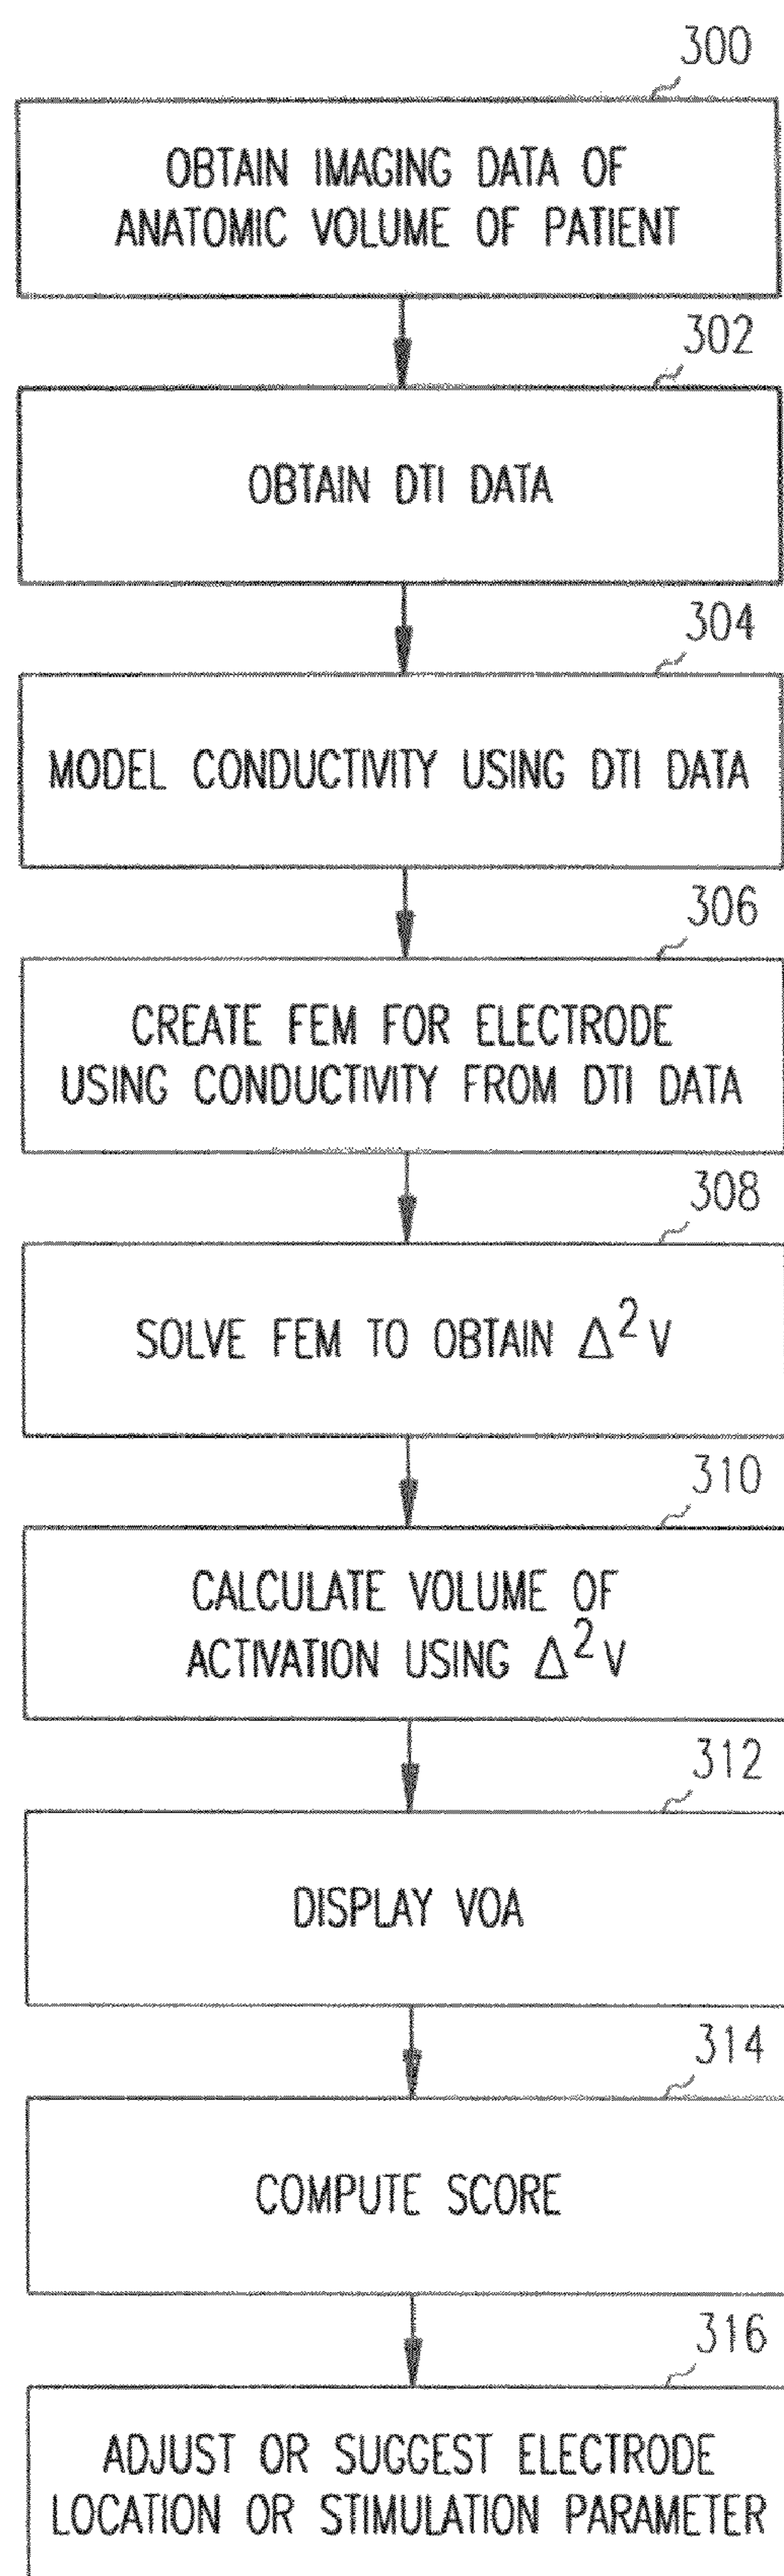 300
OBTAIN IMAGING DATA OF
ANATOMIC VOLUME OF PATIENT
302
OBTAIN DTI DATA
304
MODEL CONDUCTIVITY USING DTI DATA
306
CREATE FEM FOR ELECTRODE
USING CONDUCTIVITY FROM DTI DATA
308
SOLVE FEM TO OBTAIN Δ² V
310
CALCULATE VOLUME OF
ACTIVATION USING Δ² V
312
DISPLAY VOA
314
COMPUTE SCORE
316
ADJUST OR SUGGEST ELECTRODE
LOCATION OR STIMULATION PARAMETER